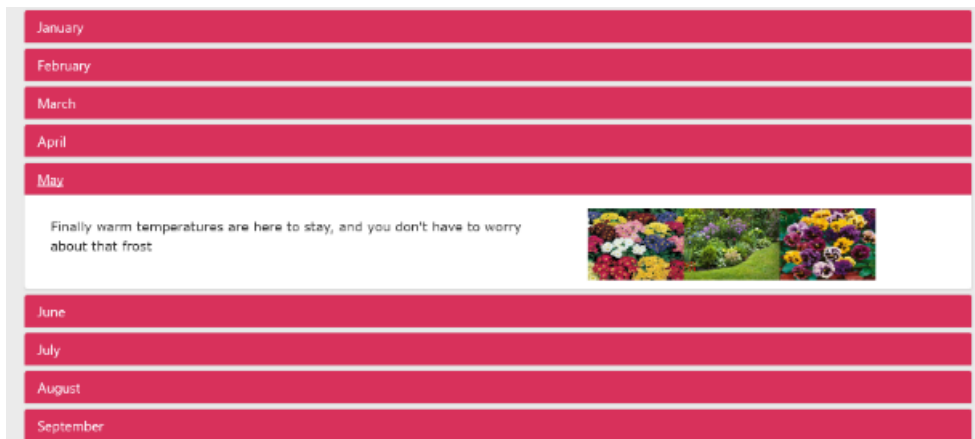 January
February
March
April
May
Finally warm temperatures are here to stay, and you don't have to worry
about that frost
June
July
August
September